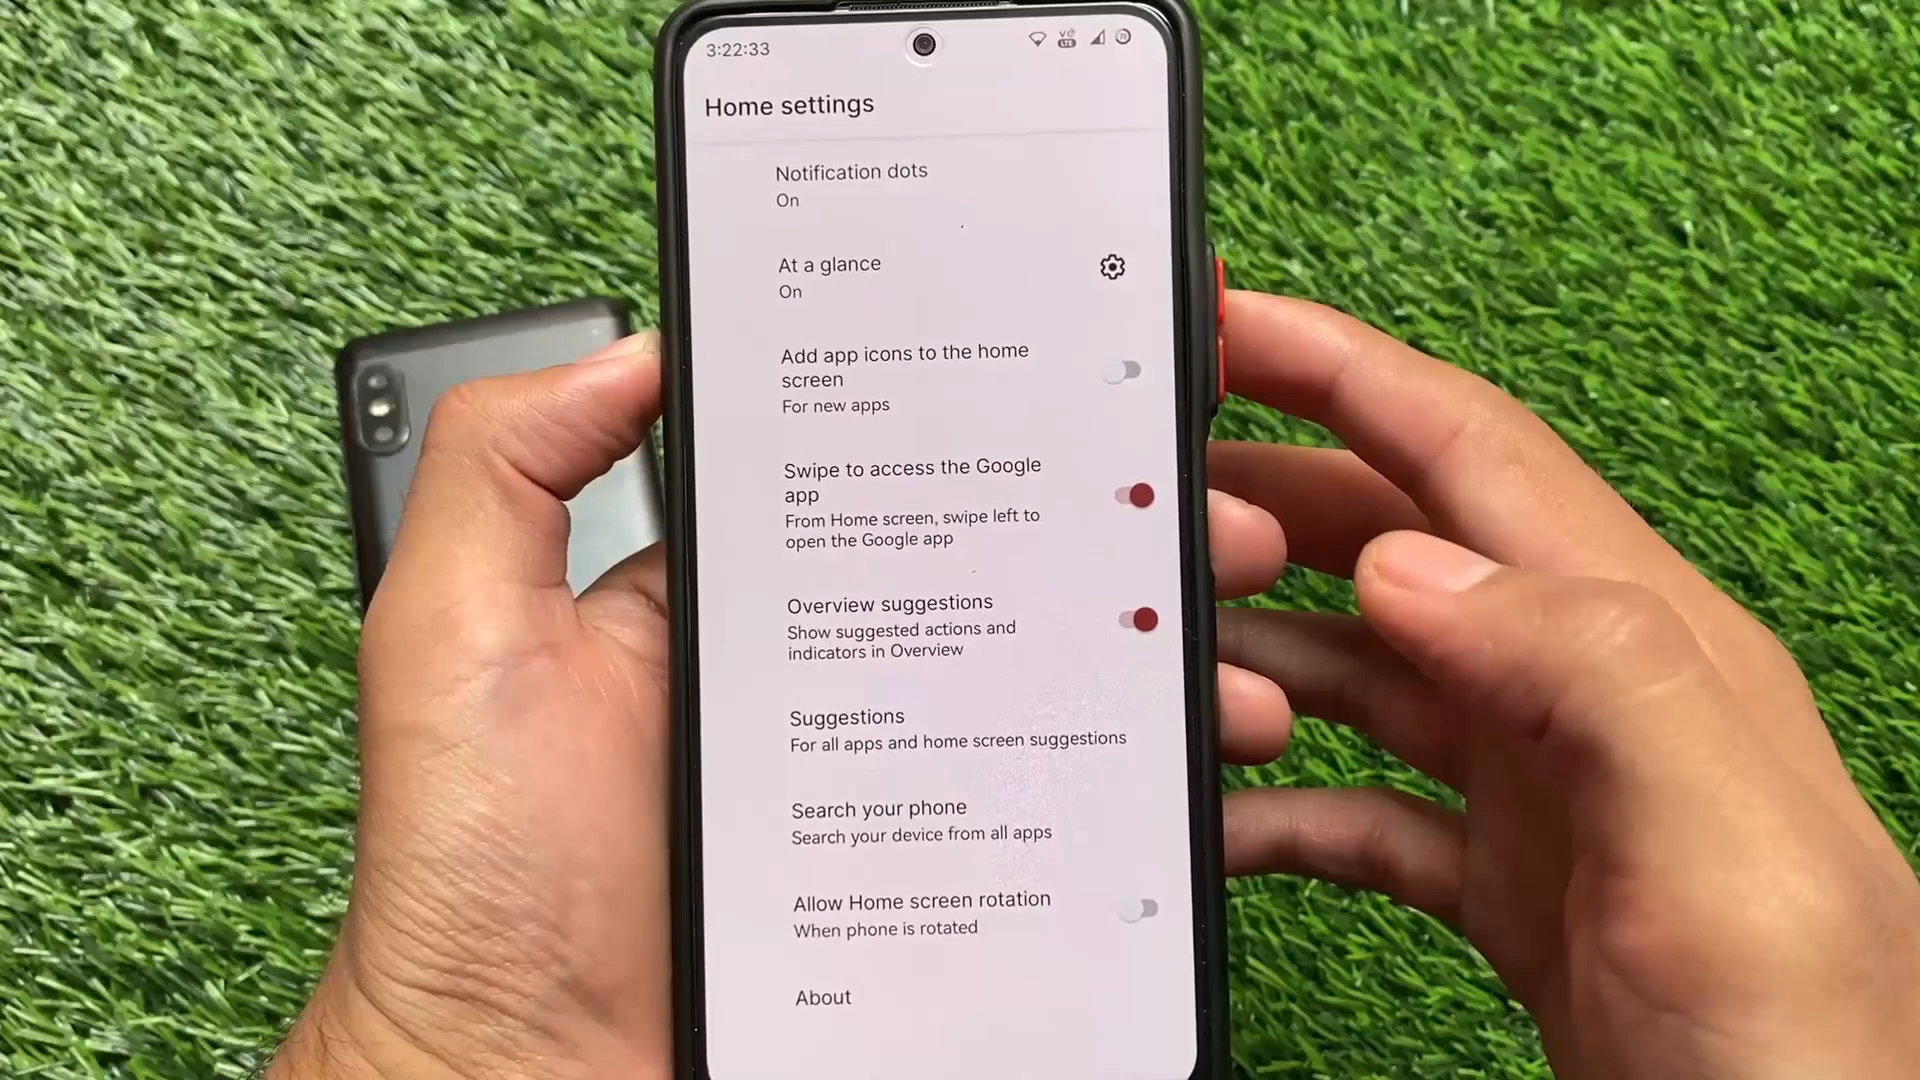 3:22:33
Home settings
Notification dots
On
At a glance
On
Add app icons to the home
screen
For new apps
Swipe to access the Google
app
From Home screen, swipe left to
open the Google app
Overview suggestions
Show suggested actions and
indicators in Overview
Suggestions
For all apps and home screen suggestions
Search your phone
Search your device from all apps
Allow Home screen rotation
When phone is rotated
About